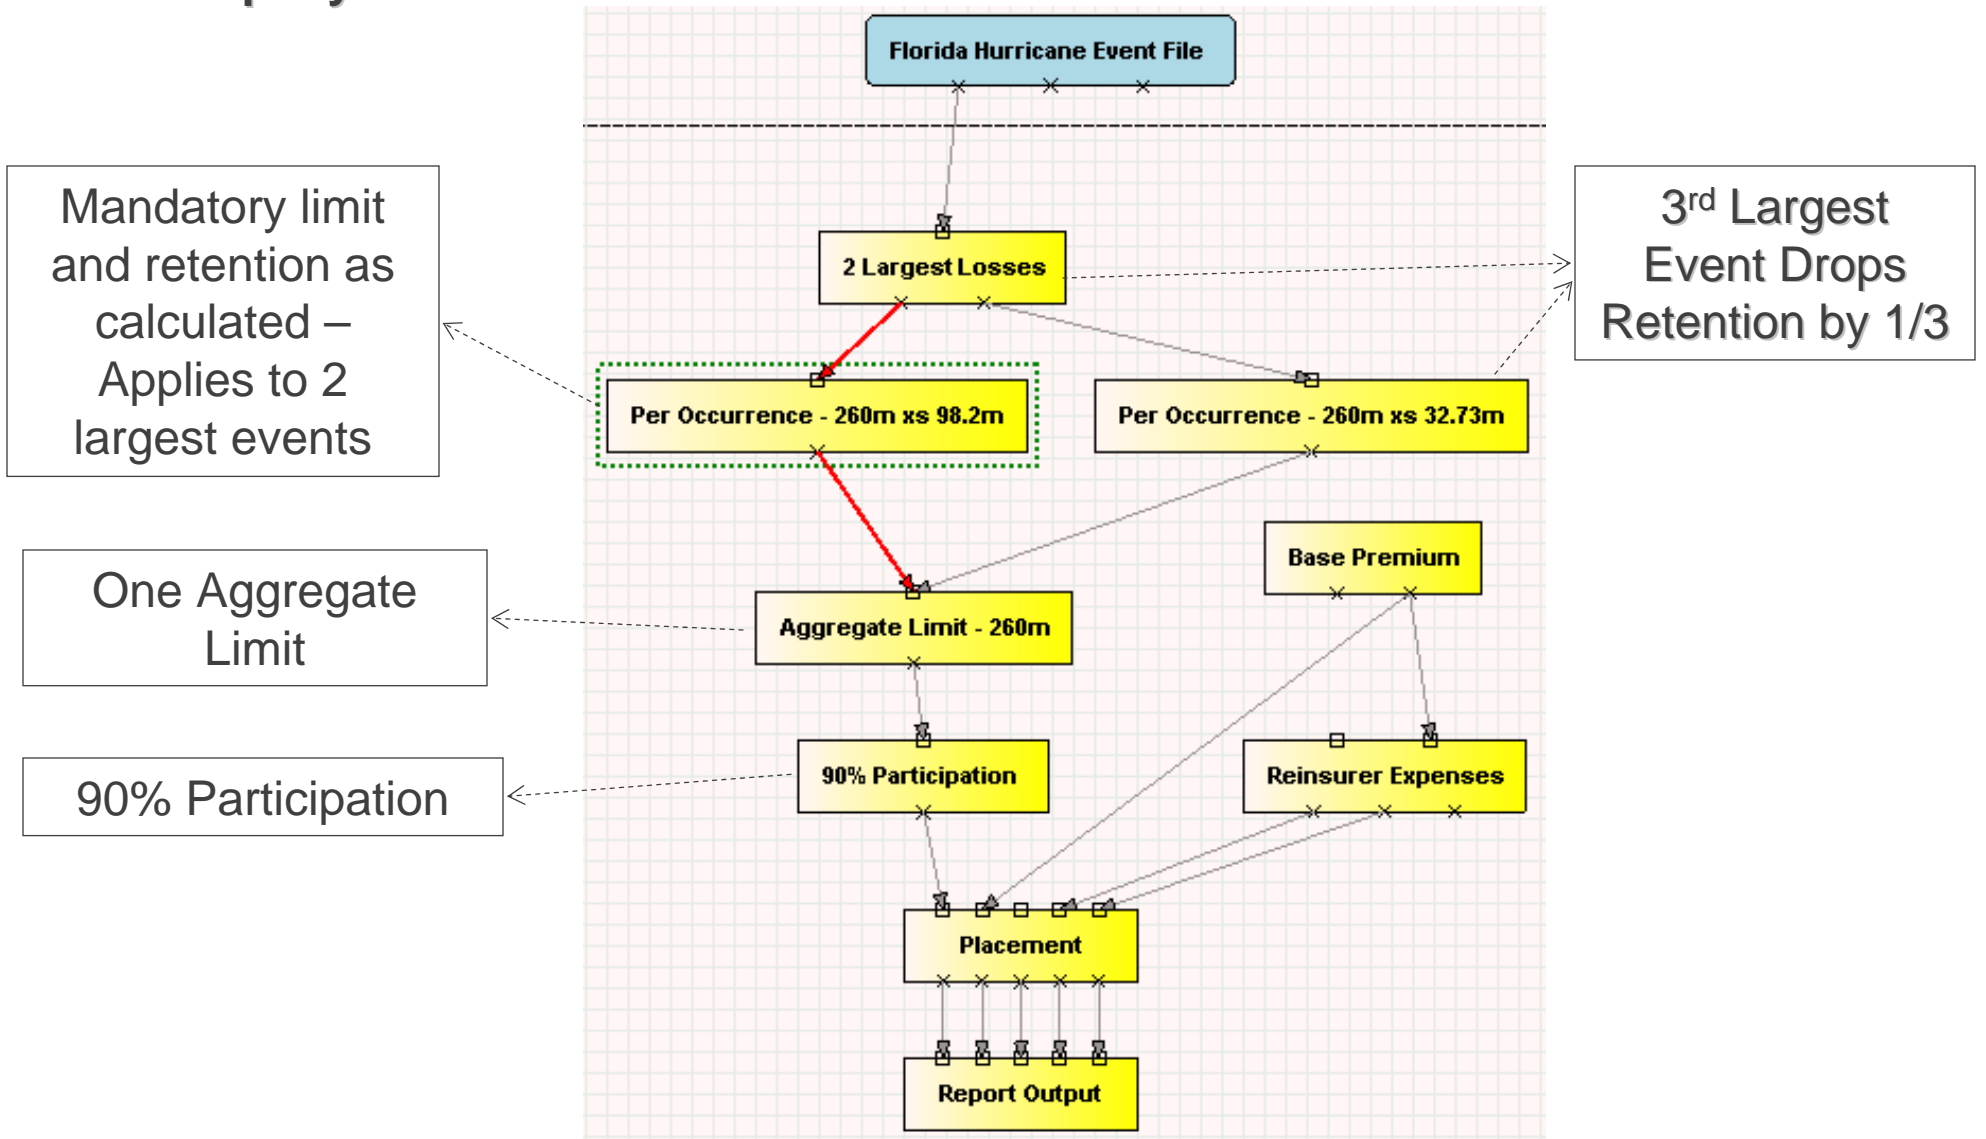 Florida Hurricane Event File
Mandatory limit
and retention as
calculated –
Applies to 2
largest events
3rd Largest
Event Drops
Retention by 1/3
2 Largest Losses
Per Occurrence - 260m xs 98.2m
Per Occurrence - 260m xs 32.73m
One Aggregate
Limit
Base Premium
Aggregate Limit - 260m
90% Participation
90% Participation
Reinsurer Expenses
Placement
Report Output